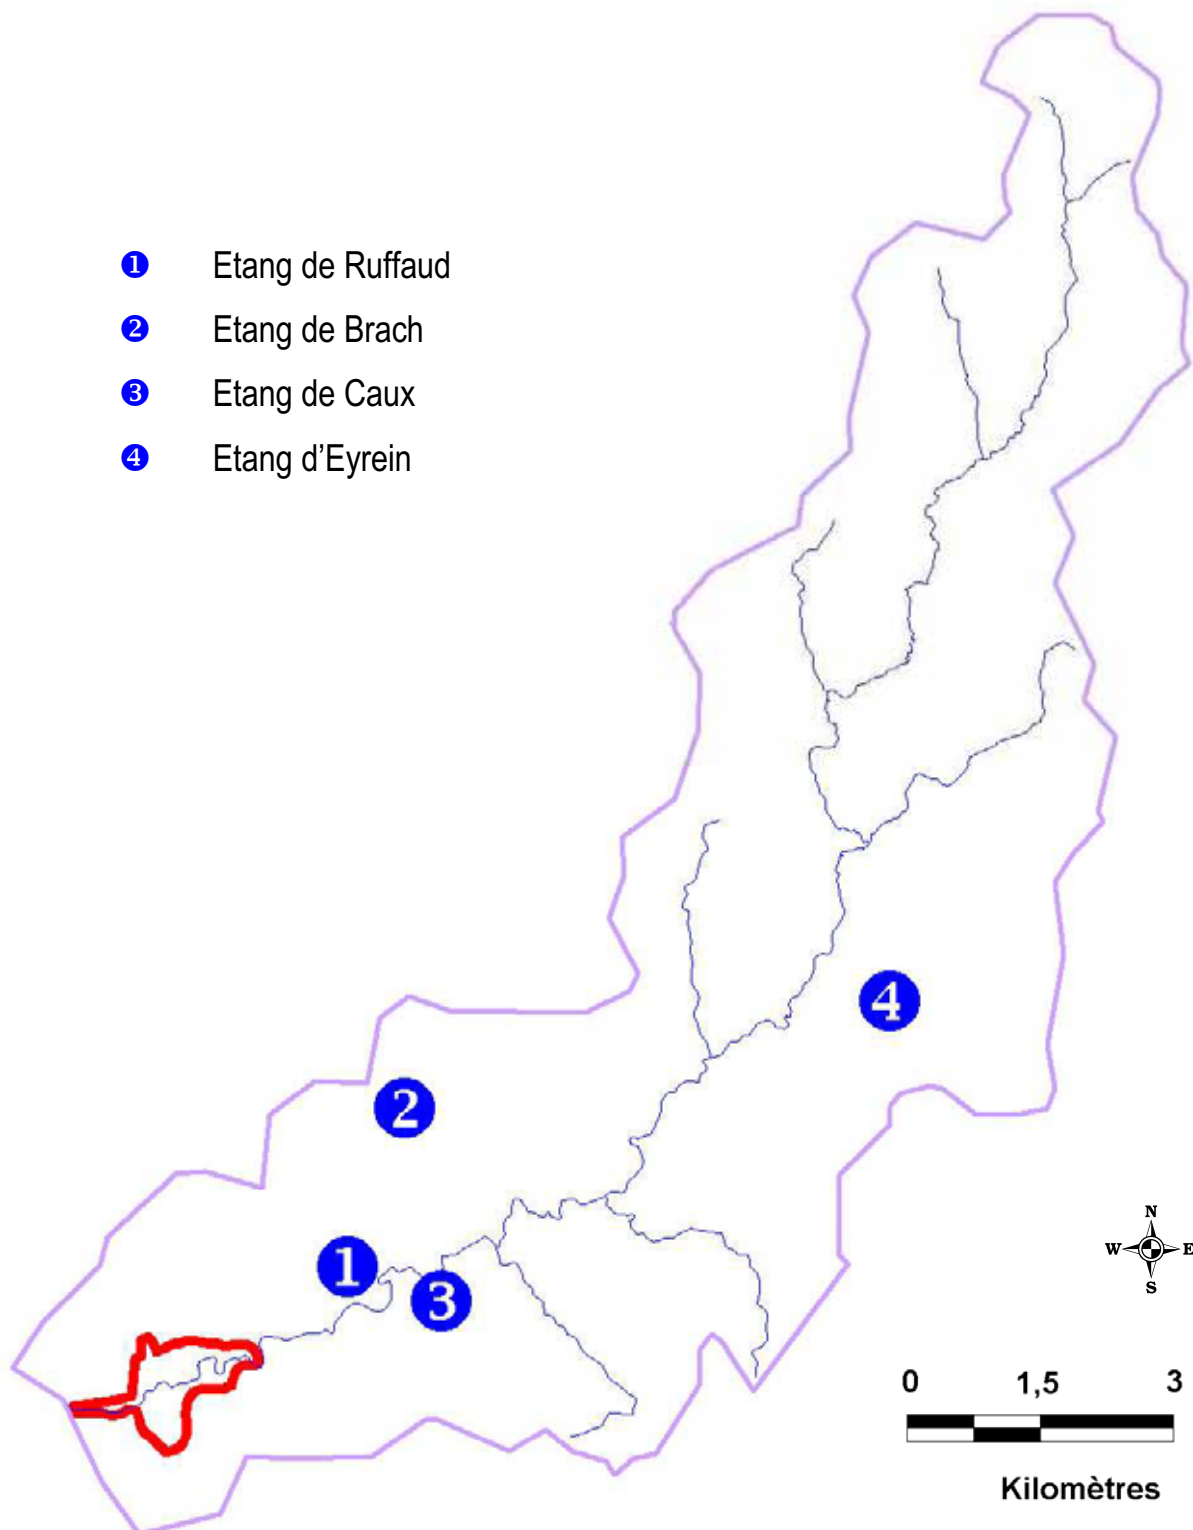 ❶ Etang de Ruffaud
❷ Etang de Brach
❸ Etang de Caux
❹ Etang d’Eyrein
4
2
1
3
N
W E
S
0 1,5 3
Kilomètres